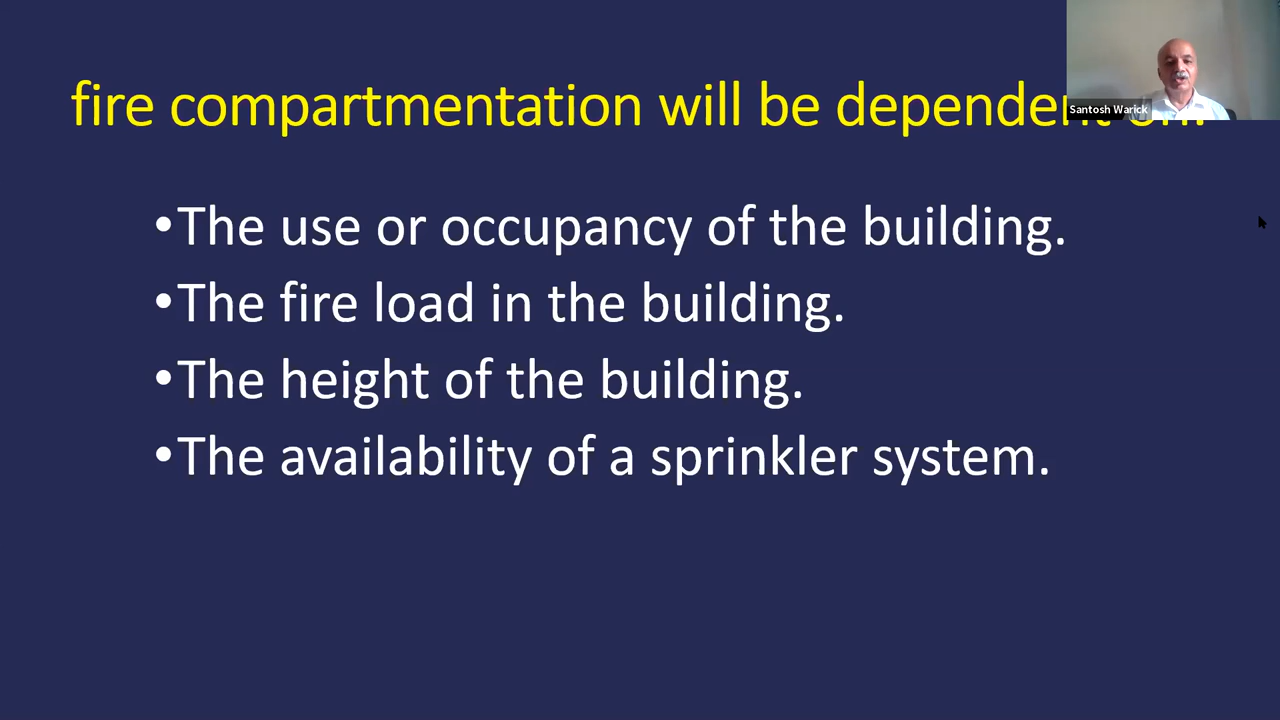 fire compartmentation will be dependent on:
Santosh Warick
•The use or occupancy of the building.
•The fire load in the building.
•The height of the building.
•The availability of a sprinkler system.